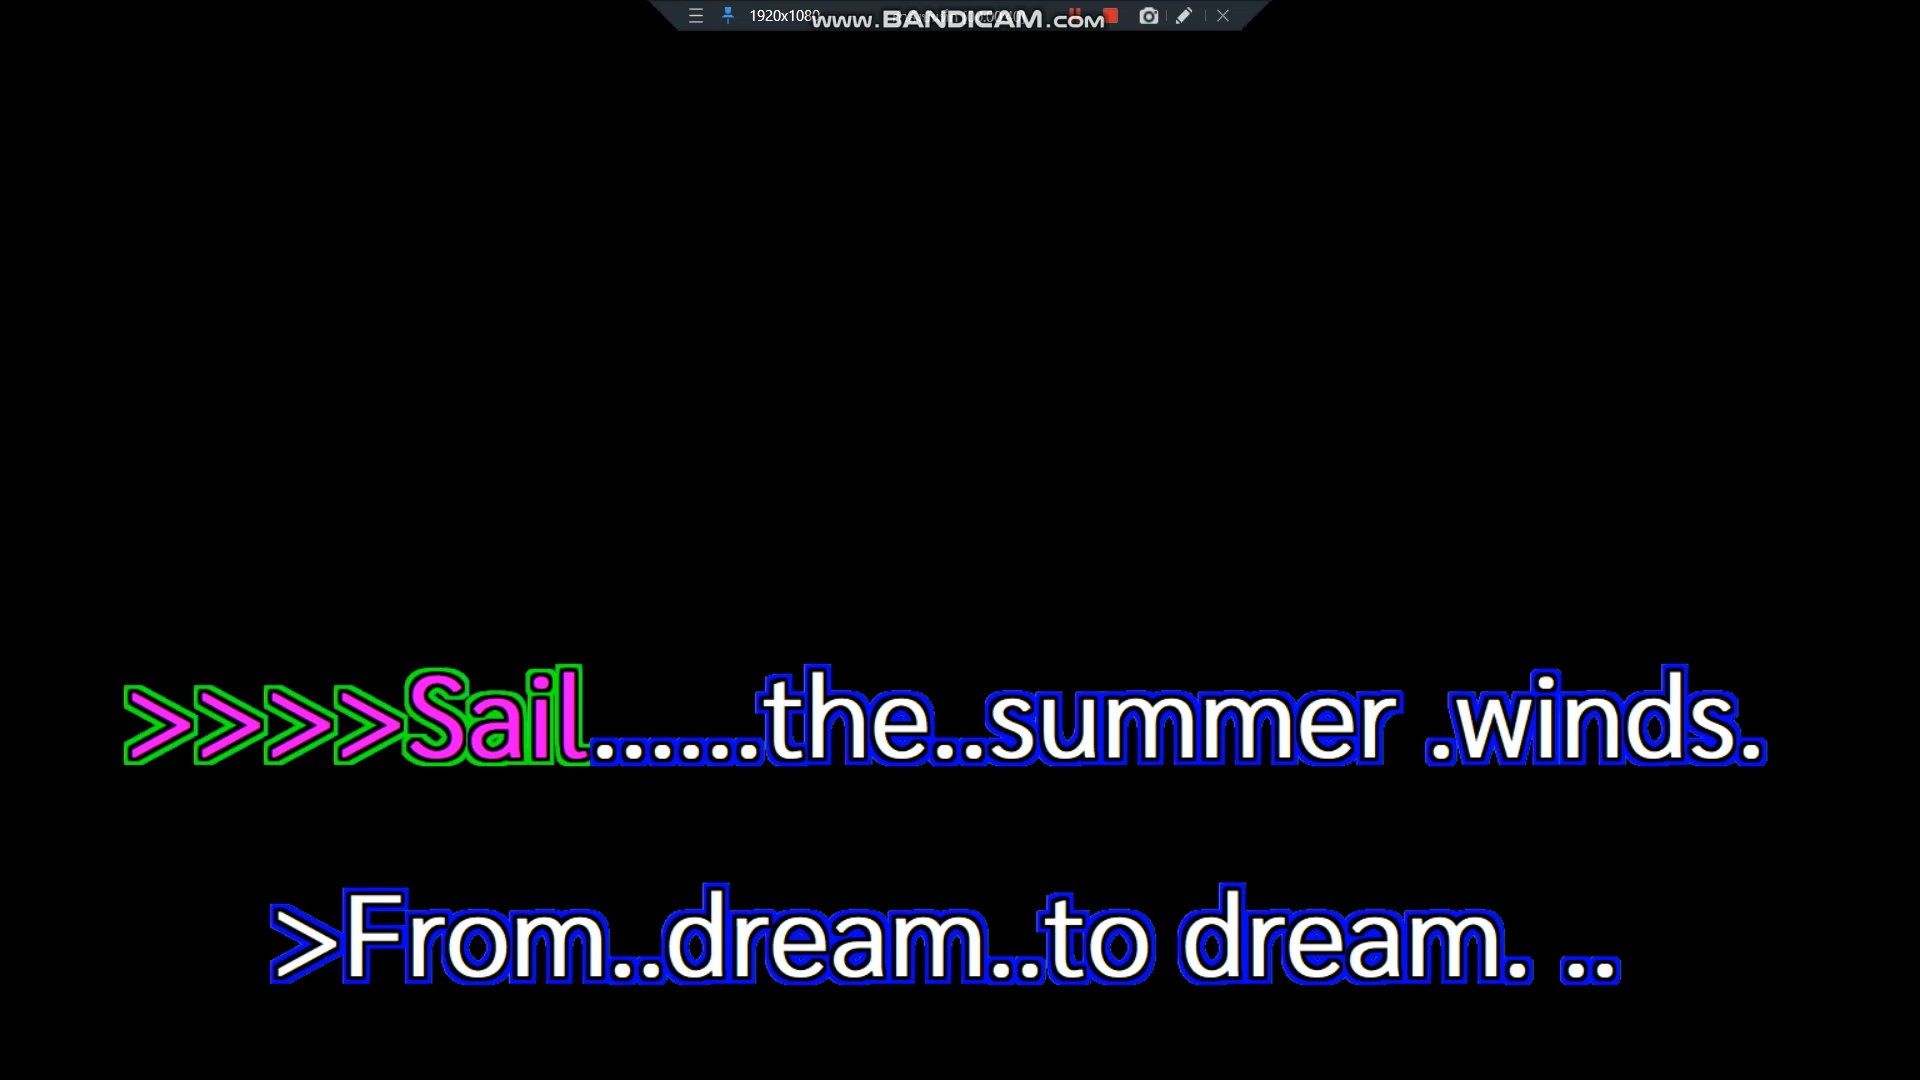 1920x1080
www.BANDICAM.com
>>>>Sail......the..summer .winds.
>From..dream..to dream. ..